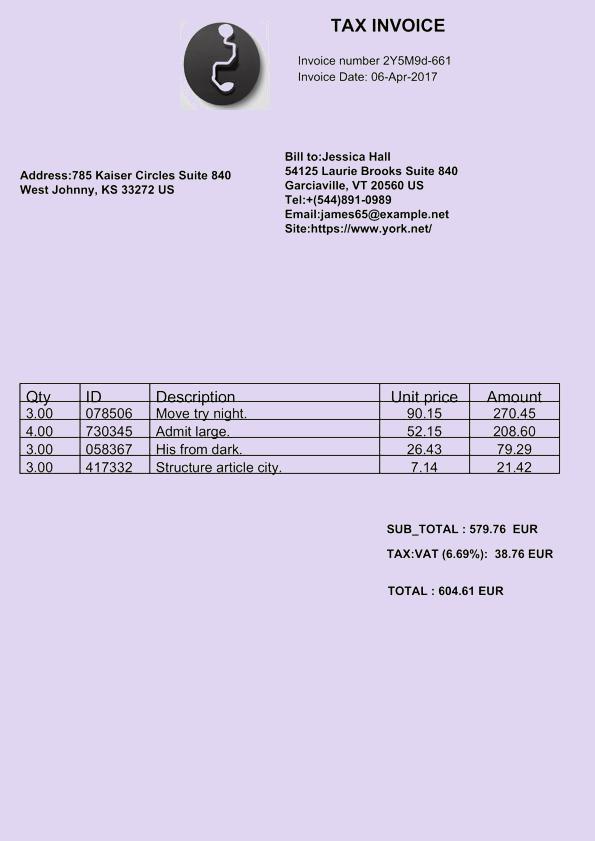 TAX INVOICE
Invoice number 2Y5M9d-661
Invoice Date: 06-Apr-2017
Address:785 Kaiser Circles Suite 840
West Johnny, KS 33272 US
Bill to:Jessica Hall
54125 Laurie Brooks Suite 840
Garciaville, VT 20560 US
Tel:+(544)891-0989
Email:james65@example.net
Site:https://www.york.net/
Qty ID Description Unit price Amount
3.00 078506 Move try night. 90.15 270.45
4.00 730345 Admit large. 52.15 208.60
3.00 058367 His from dark. 26.43 79.29
3.00 417332 Structure article city. 7.14 21.42
SUB_TOTAL : 579.76 EUR
TAX:VAT (6.69%): 38.76 EUR
TOTAL : 604.61 EUR